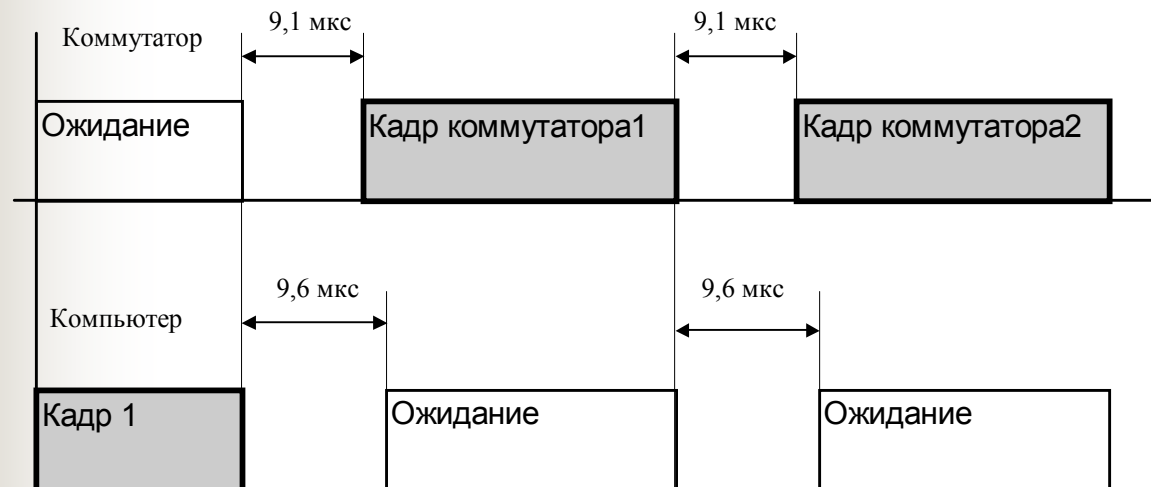 9,1 мкс
9,1 мкс
Коммутатор
Ожидание
Кадр коммутатора1
Кадр коммутатора2
9,6 мкс
9,6 мкс
Компьютер
Кадр 1
Ожидание
Ожидание